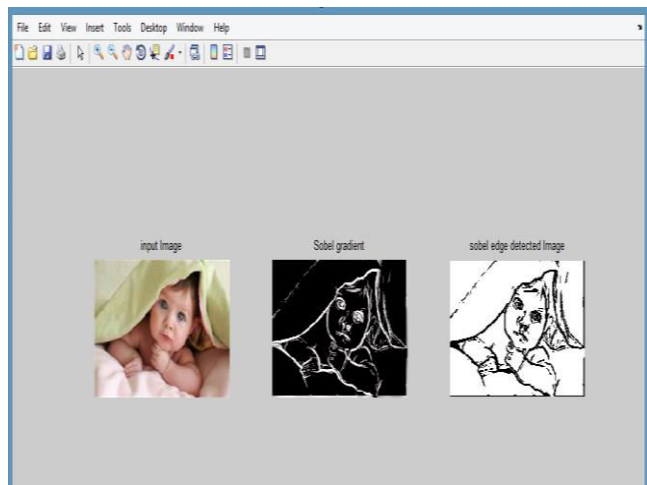 File Edit View Insert Tools Desktop Window Help
input Image Sobel gradient sobel edge detected Image